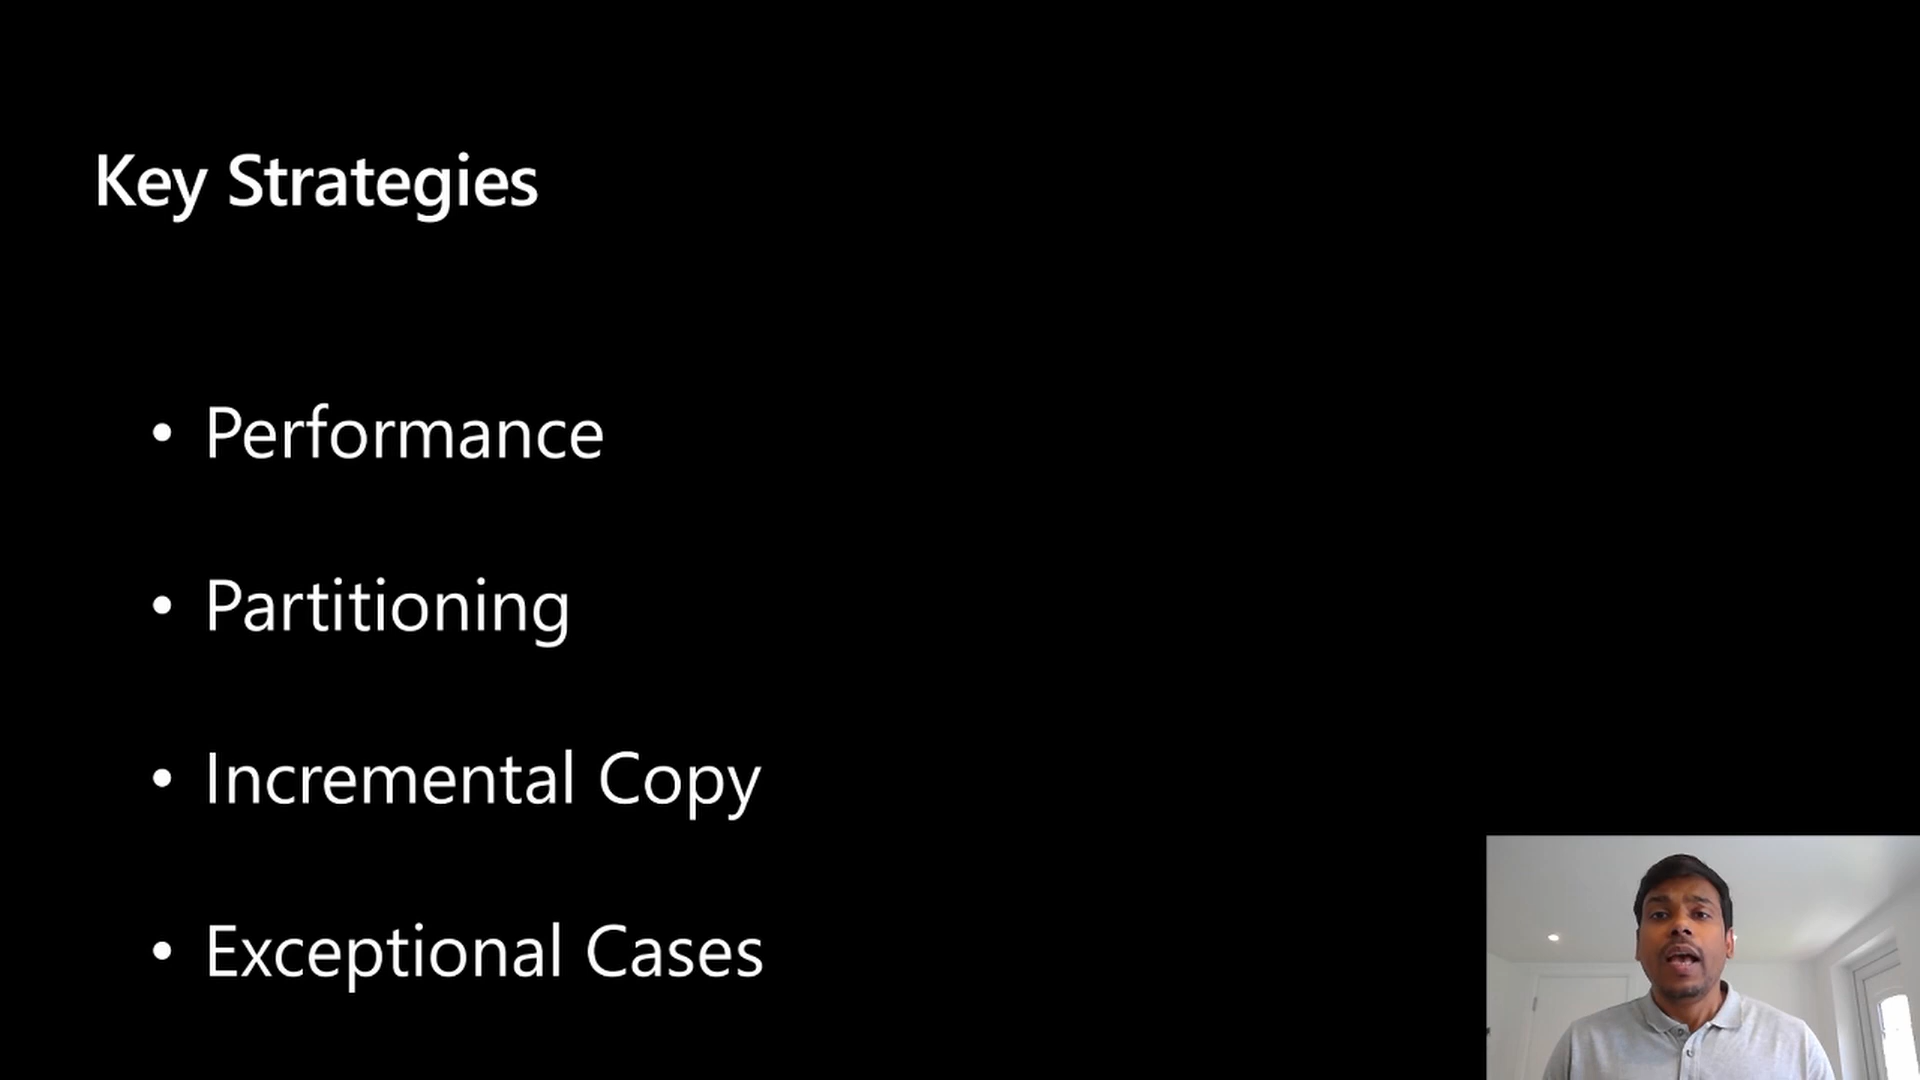 Key Strategies
• Performance
• Partitioning
• Incremental Copy
• Exceptional Cases